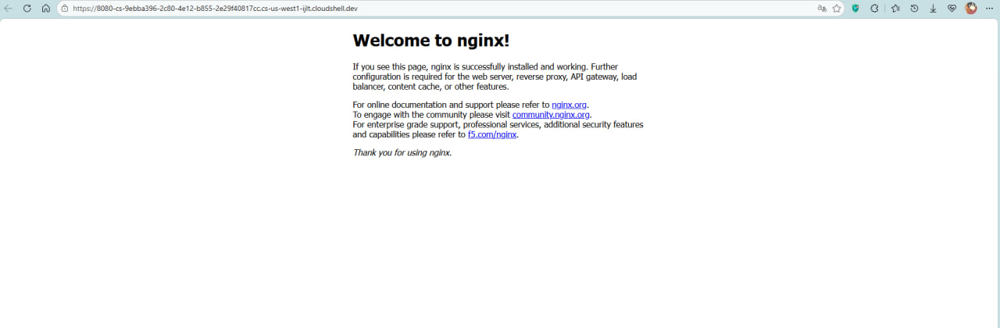 https://8080-cs-9ebba396-2c80-4e12-b855-2e29f40817cc.cs-us-west1-ijlt.cloudshell.dev
Welcome to nginx!
If you see this page, nginx is successfully installed and working. Further
configuration is required for the web server, reverse proxy, API gateway, load
balancer, content cache, or other features.
For online documentation and support please refer to nginx.org.
To engage with the community please visit community.nginx.org.
For enterprise grade support, professional services, additional security features
and capabilities please refer to f5.com/nginx.
Thank you for using nginx.